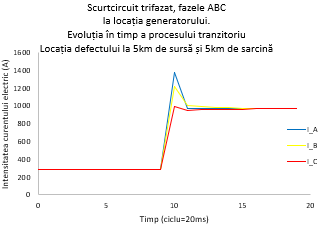 Scurtcircuit trifazat, fazele ABC
la locația generatorului.
Evoluția în timp a procesului tranzitoriu
Locația defectului la 5km de sursă și 5km de sarcină
Intensitatea curentului electric (A)
1600
1400
1200
1000
800
600
400
200
0
0 5 10 15 20
Timp (ciclu=20ms)
I_A
I_B
I_C